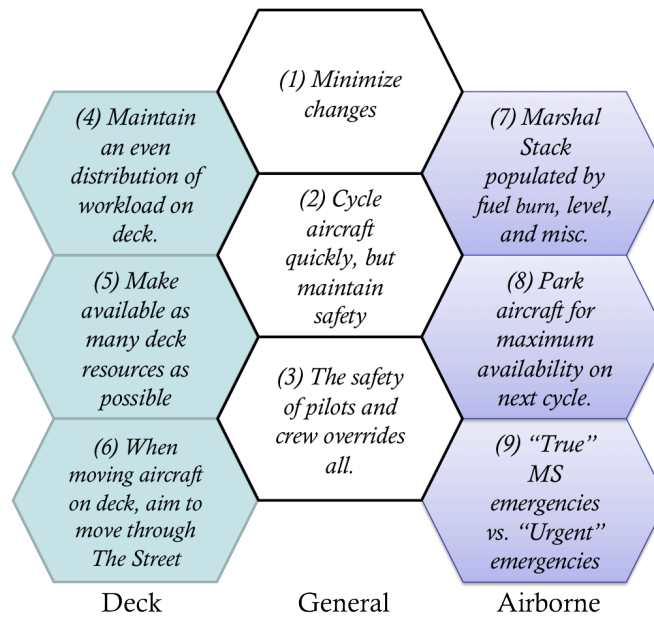 (1) Minimize
changes
(4) Maintain
an even
distribution of
workload on
deck.
(7) Marshal
Stack
populated by
fuel burn, level,
and misc.
(2) Cycle
aircraft
quickly, but
maintain
safety
(5) Make
available as
many deck
resources as
possible
(8) Park
aircraft for
maximum
availability on
next cycle.
(3) The safety
of pilots and
crew overrides
all.
(6) When
moving aircraft
on deck, aim to
move through
The Street
(9) “True”
MS
emergencies
vs. “Urgent”
emergencies
Deck
General
Airborne